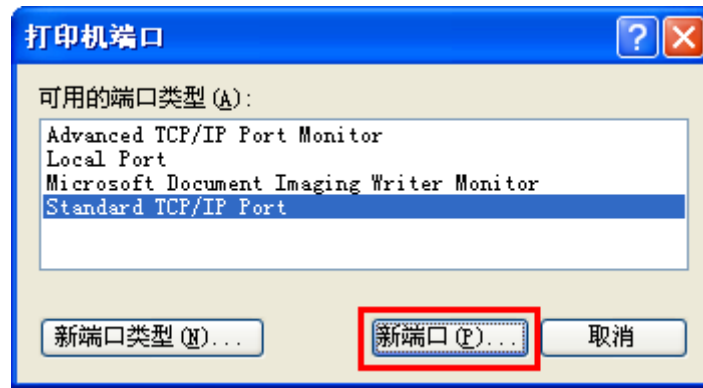 打印机端口
可用的端口类型(A):
Advanced TCP/IP Port Monitor
Local Port
Microsoft Document Imaging Writer Monitor
Standard TCP/IP Port
新端口类型(N)... 新端口(P)... 取消